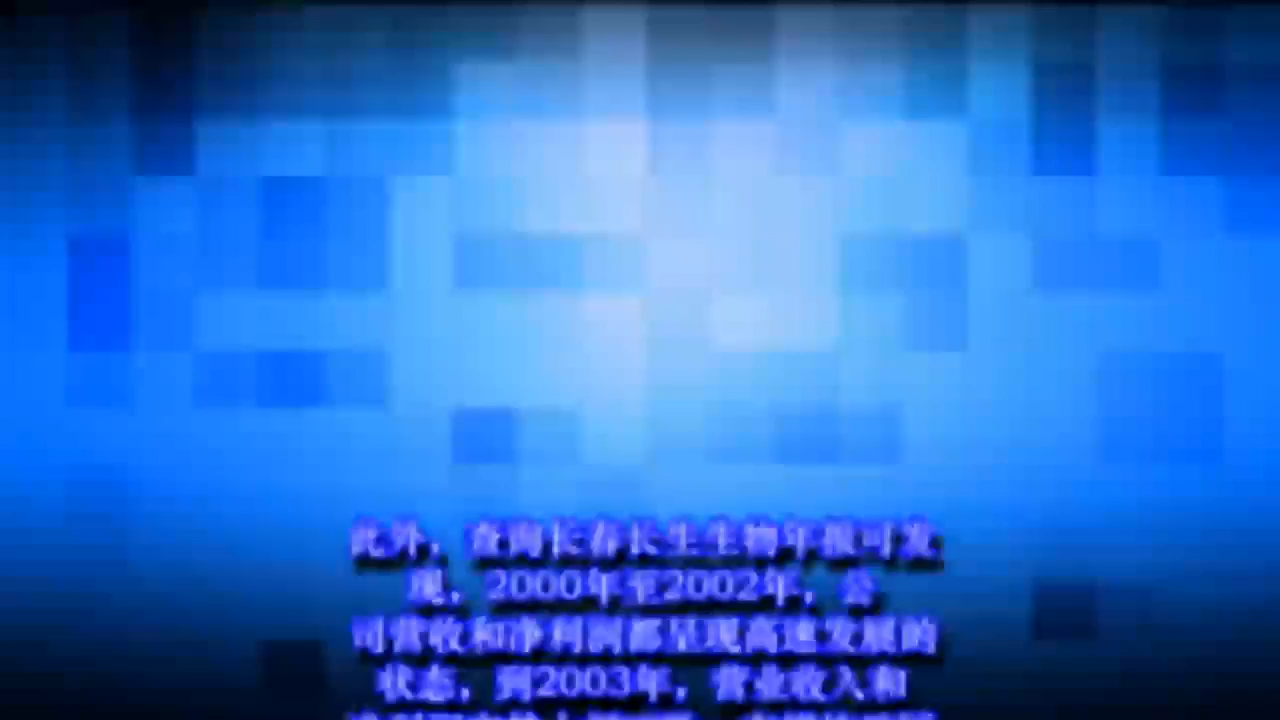 此外，查询长春长生生物年报可发
现，2000年至2002年，公
司营收和净利润都呈现高速发展的
状态，到2003年，营业收入和